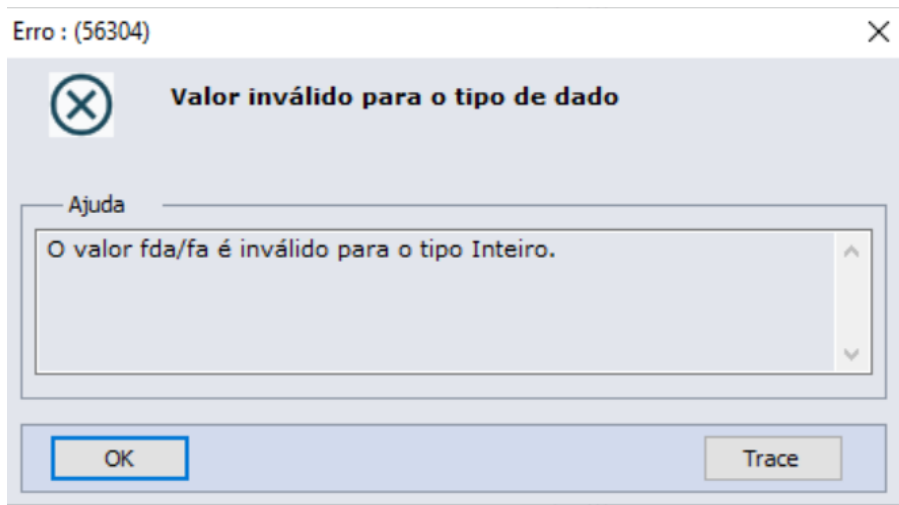 Erro : (56304)
Valor inválido para o tipo de dado
Ajuda
O valor fda/fa é inválido para o tipo Inteiro.
OK
Trace